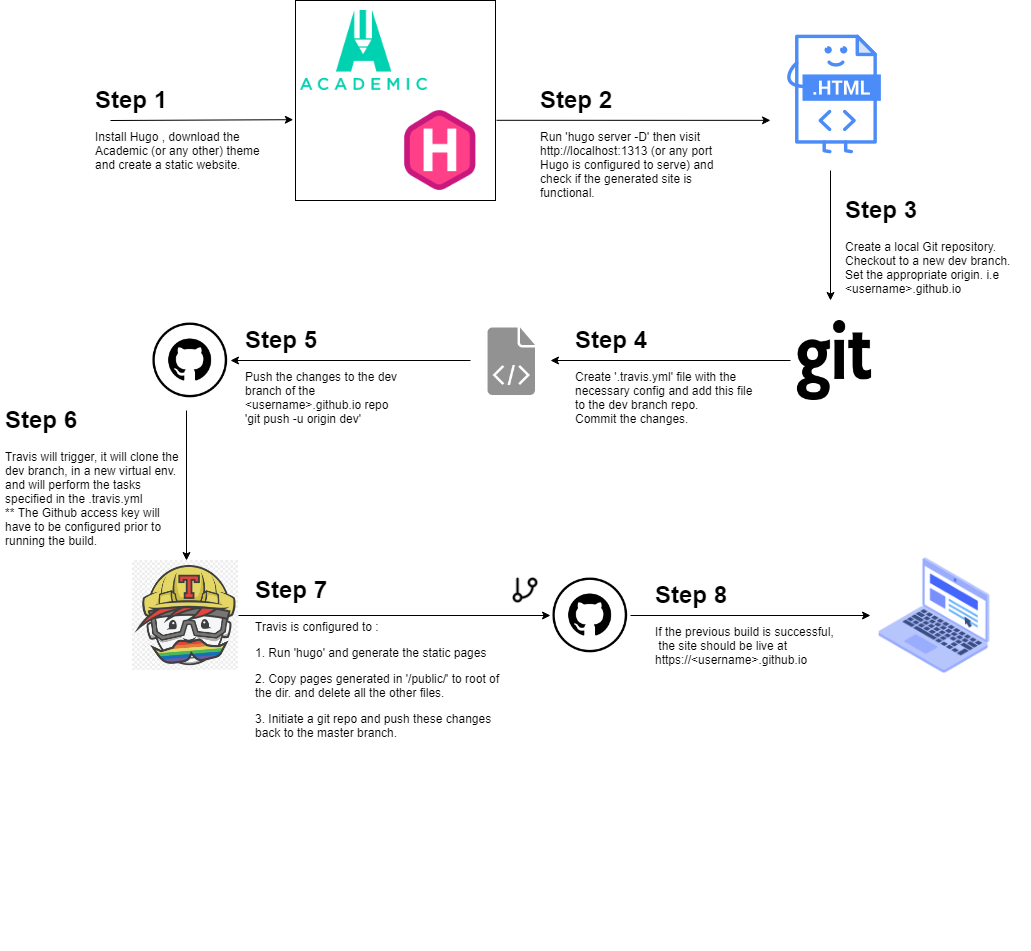 ACADEMIC
Step 1
Install Hugo , download the
Academic (or any other) theme
and create a static website.
H
Step 2
Run 'hugo server -D' then visit
http://localhost:1313 (or any port
Hugo is configured to serve) and
check if the generated site is
functional.
.HTML
Step 3
Create a local Git repository.
Checkout to a new dev branch.
Set the appropriate origin. i.e
<username>.github.io
git
Step 4
Create '.travis.yml' file with the
necessary config and add this file
to the dev branch repo.
Commit the changes.
</>
Step 5
Push the changes to the dev
branch of the
<username>.github.io repo
'git push -u origin dev'
Step 6
Travis will trigger, it will clone the
dev branch, in a new virtual env.
and will perform the tasks
specified in the .travis.yml
** The Github access key will
have to be configured prior to
running the build.
T
Step 7
Travis is configured to :
1. Run 'hugo' and generate the static pages
2. Copy pages generated in '/public/' to root of
the dir. and delete all the other files.
3. Initiate a git repo and push these changes
back to the master branch.
Step 8
If the previous build is successful,
the site should be live at
https://<username>.github.io